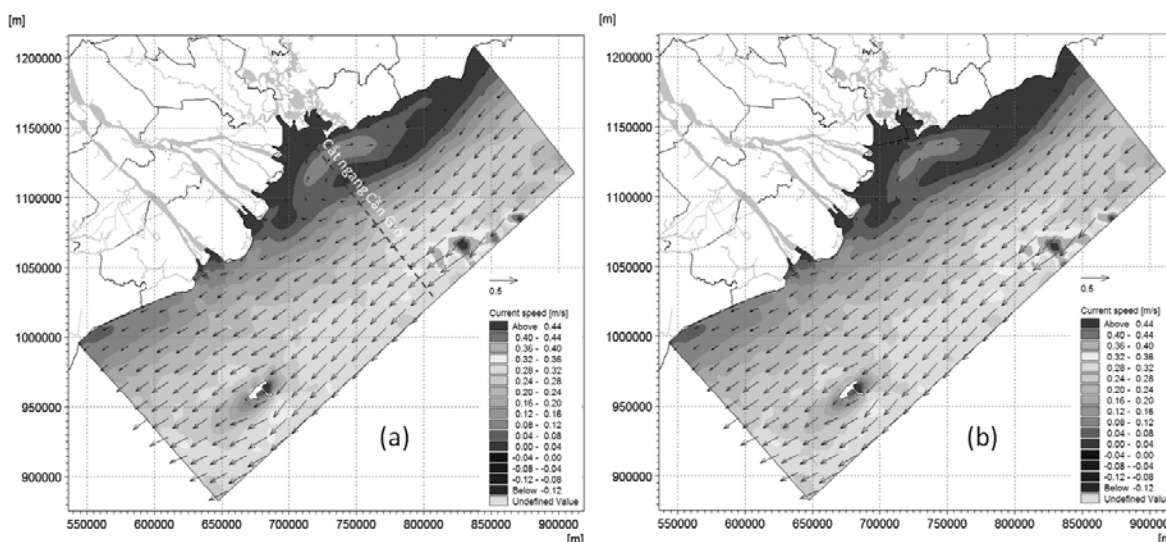 [m]
1200000
1150000
1100000
1050000
1000000
950000
900000
Cắt ngang Cần Giờ
0.5
Current speed [m/s]
Above 0.44
0.40 - 0.44
0.36 - 0.40
0.32 - 0.36
0.28 - 0.32
0.24 - 0.28
0.20 - 0.24
0.16 - 0.20
0.12 - 0.16
0.08 - 0.12
0.04 - 0.08
0.00 - 0.04
-0.04 - 0.00
-0.08 - -0.04
-0.12 - -0.08
Below -0.12
Undefined Value
(a)
550000 600000 650000 700000 750000 800000 850000 900000
[m]
[m]
1200000
1150000
1100000
1050000
1000000
950000
900000
0.5
Current speed [m/s]
Above 0.44
0.40 - 0.44
0.36 - 0.40
0.32 - 0.36
0.28 - 0.32
0.24 - 0.28
0.20 - 0.24
0.16 - 0.20
0.12 - 0.16
0.08 - 0.12
0.04 - 0.08
0.00 - 0.04
-0.04 - 0.00
-0.08 - -0.04
-0.12 - -0.08
Below -0.12
Undefined Value
(b)
550000 600000 650000 700000 750000 800000 850000 900000